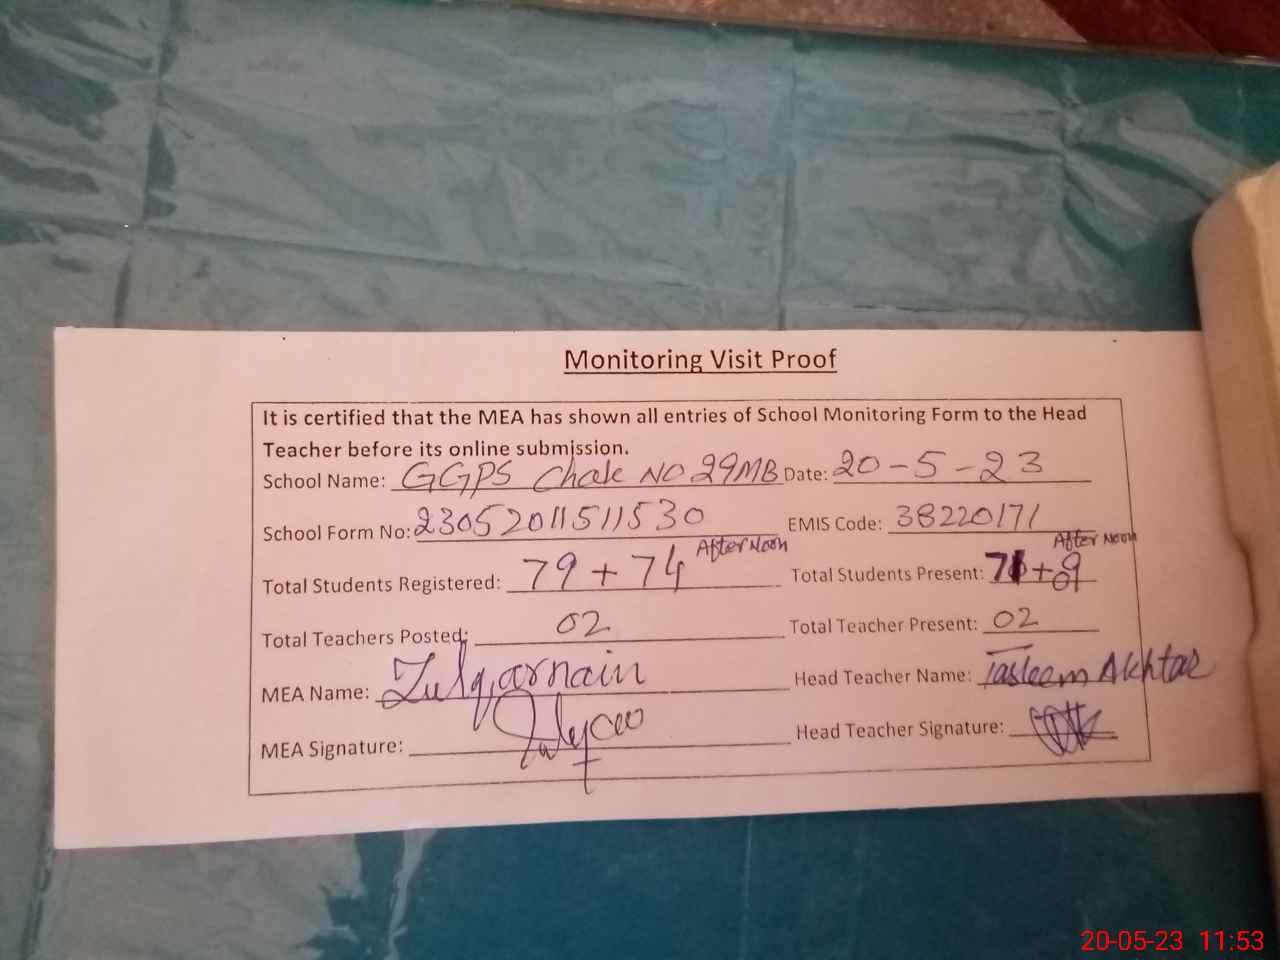 Monitoring Visit Proof
It is certified that the MEA has shown all entries of School Monitoring Form to the Head
Teacher before its online submission.
School Name: GGPS Chak NO 29MB Date: 20-5-23
School Form No: 23052011511530 EMIS Code: 38220171
Total Students Registered: 79 + 74 After Noon Total Students Present: 71 + After Noon
Total Teachers Posted: 02 Total Teacher Present: 02
MEA Name: Zulqarnain Head Teacher Name: Tasleem Akhtar
MEA Signature: Head Teacher Signature:
20-05-23 11:53